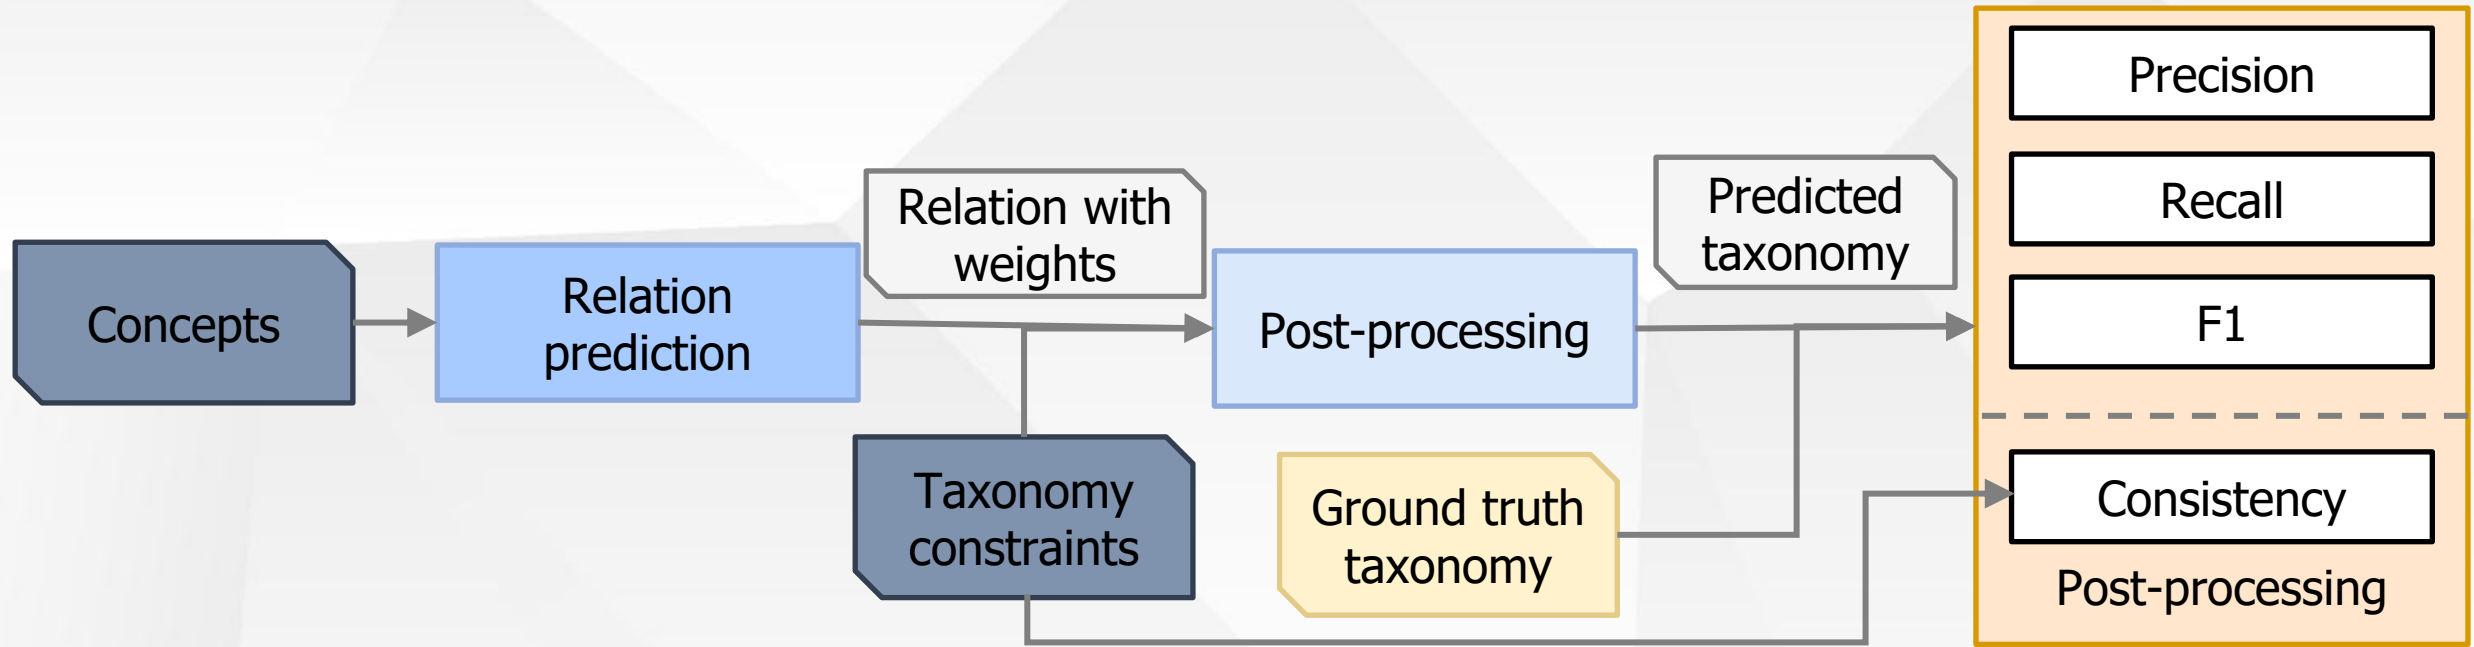 Concepts
Relation
prediction
Relation with
weights
Taxonomy
constraints
Post-processing
Ground truth
taxonomy
Predicted
taxonomy
Precision
Recall
F1
Consistency
Post-processing